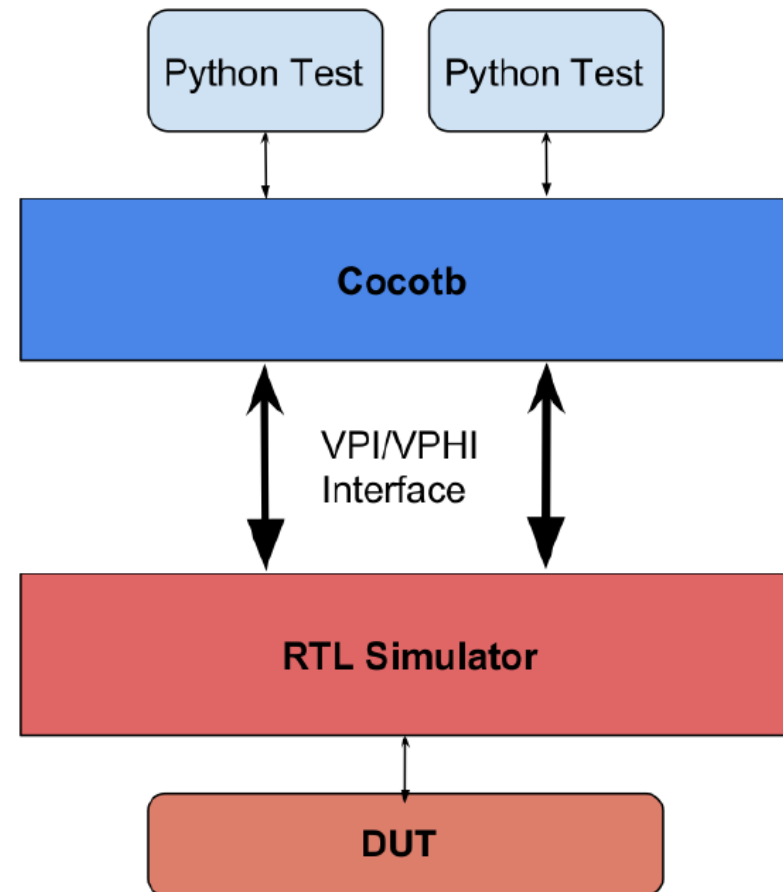 Python Test
Python Test
Cocotb
VPI/VPHI
Interface
RTL Simulator
DUT